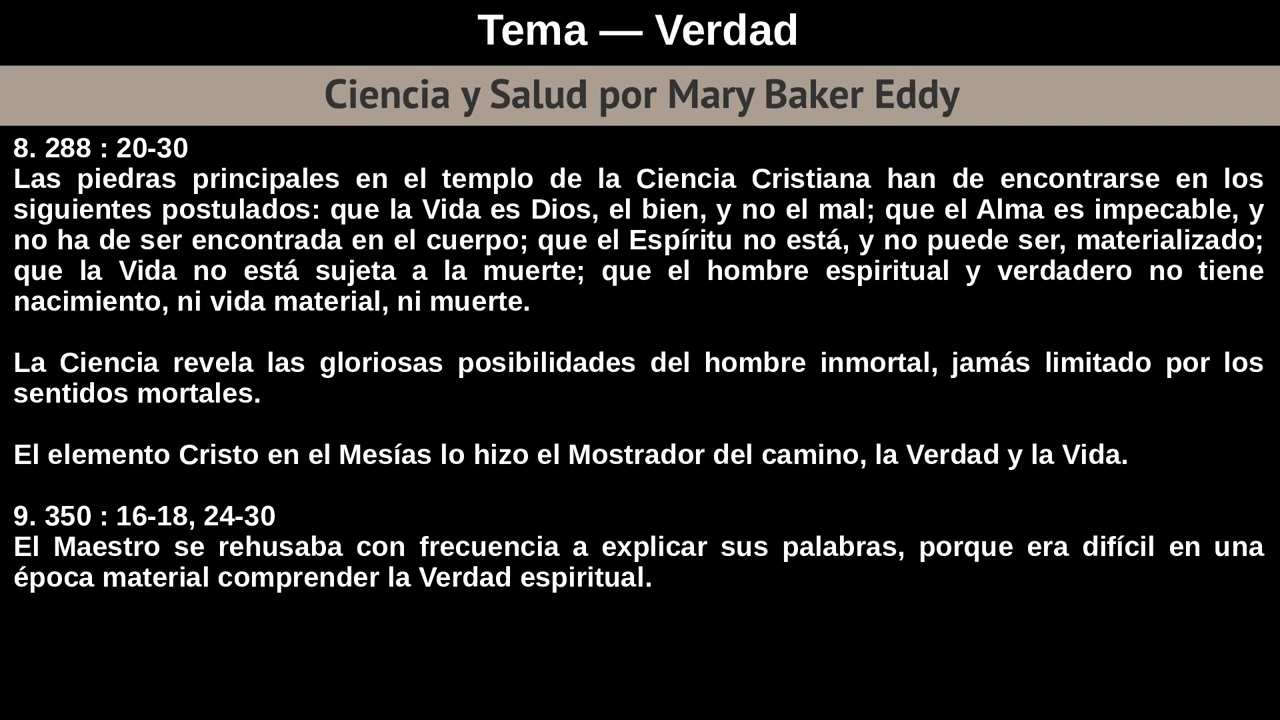 Tema — Verdad
Ciencia y Salud por Mary Baker Eddy
8. 288 : 20-30
Las piedras principales en el templo de la Ciencia Cristiana han de encontrarse en los
siguientes postulados: que la Vida es Dios, el bien, y no el mal; que el Alma es impecable, y
no ha de ser encontrada en el cuerpo; que el Espíritu no está, y no puede ser, materializado;
que la Vida no está sujeta a la muerte; que el hombre espiritual y verdadero no tiene
nacimiento, ni vida material, ni muerte.
La Ciencia revela las gloriosas posibilidades del hombre inmortal, jamás limitado por los
sentidos mortales.
El elemento Cristo en el Mesías lo hizo el Mostrador del camino, la Verdad y la Vida.
9. 350 : 16-18, 24-30
El Maestro se rehusaba con frecuencia a explicar sus palabras, porque era difícil en una
época material comprender la Verdad espiritual.